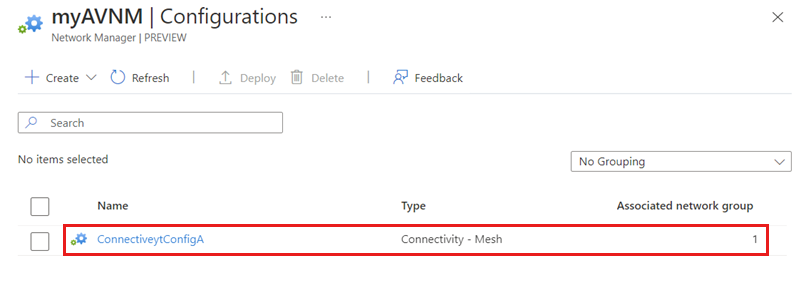 myAVNM | Configurations ...
Network Manager | PREVIEW
Create Refresh | Deploy Delete | Feedback
Search
No items selected
No Grouping
Name Type Associated network group
ConnectiveytConfigA Connectivity - Mesh 1